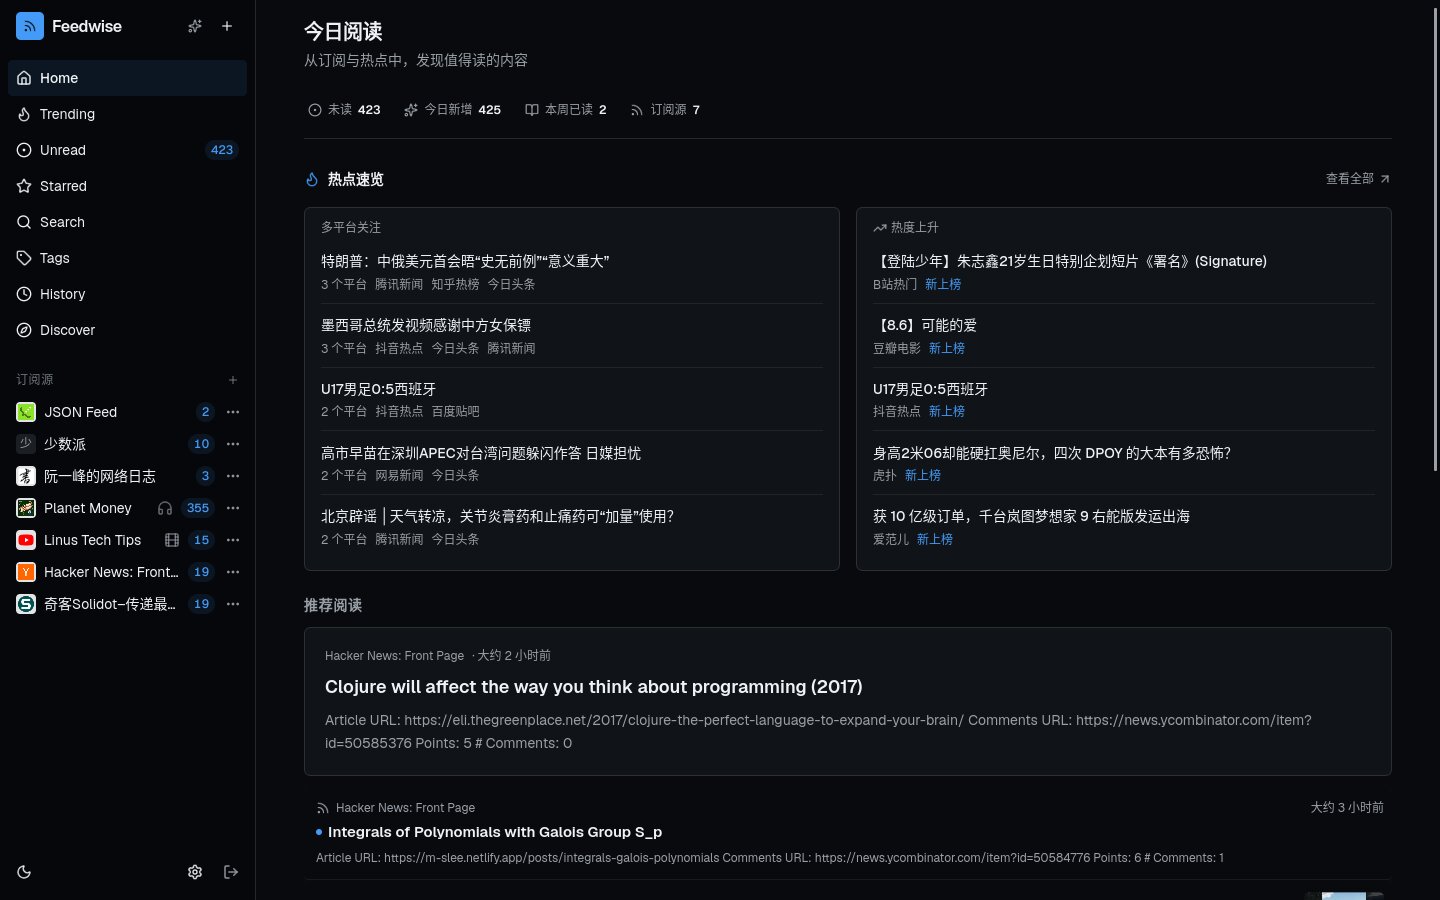 Feedwise
Home
Trending
Unread 423
Starred
Search
Tags
History
Discover
订阅源
JSON Feed 2
少 少数派 10
阮一峰的网络日志 3
Planet Money 355
Linus Tech Tips 15
Y Hacker News: Front... 19
S 奇客Solidot–传递最... 19
今日阅读
从订阅与热点中，发现值得读的内容
未读 423 今日新增 425 本周已读 2 订阅源 7
热点速览 查看全部
多平台关注
特朗普：中俄美元首会晤“史无前例”“意义重大”
3 个平台 腾讯新闻 知乎热榜 今日头条
墨西哥总统发视频感谢中方女保镖
3 个平台 抖音热点 今日头条 腾讯新闻
U17男足0:5西班牙
2 个平台 抖音热点 百度贴吧
高市早苗在深圳APEC对台湾问题躲闪作答 日媒担忧
2 个平台 网易新闻 今日头条
北京辟谣｜天气转凉，关节炎膏药和止痛药可“加量”使用？
2 个平台 腾讯新闻 今日头条
热度上升
【登陆少年】朱志鑫21岁生日特别企划短片《署名》(Signature)
B站热门 新上榜
【8.6】可能的爱
豆瓣电影 新上榜
U17男足0:5西班牙
抖音热点 新上榜
身高2米06却能硬扛奥尼尔，四次 DPOY 的大本有多恐怖？
虎扑 新上榜
获 10 亿级订单，千台岚图梦想家 9 右舵版发运出海
爱范儿 新上榜
推荐阅读
Hacker News: Front Page · 大约 2 小时前
Clojure will affect the way you think about programming (2017)
Article URL: https://eli.thegreenplace.net/2017/clojure-the-perfect-language-to-expand-your-brain/ Comments URL: https://news.ycombinator.com/item?
id=50585376 Points: 5 # Comments: 0
Hacker News: Front Page 大约 3 小时前
Integrals of Polynomials with Galois Group S_p
Article URL: https://m-slee.netlify.app/posts/integrals-galois-polynomials Comments URL: https://news.ycombinator.com/item?id=50584776 Points: 6 # Comments: 1